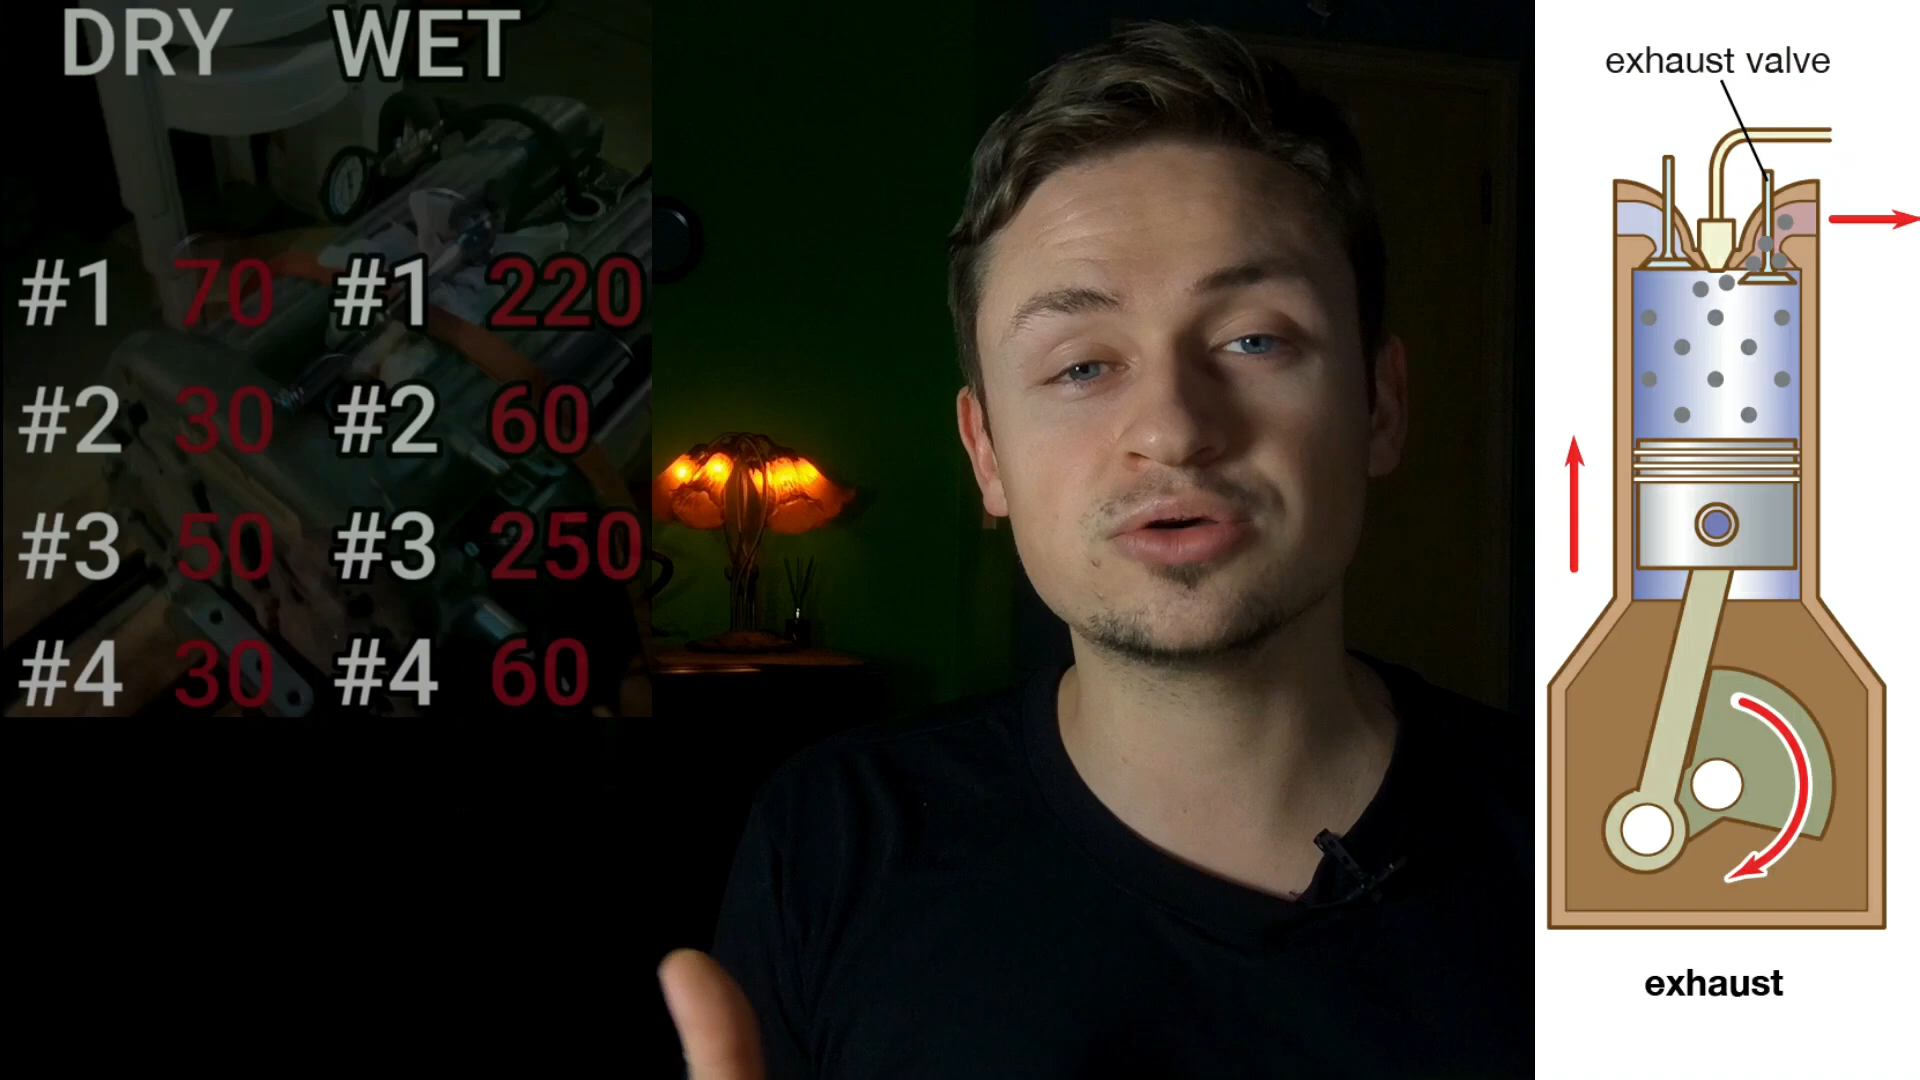 DRY WET
#1 70 #1 220
#2 30 #2 60
#3 50 #3 250
#4 30 #4 60
exhaust valve
exhaust